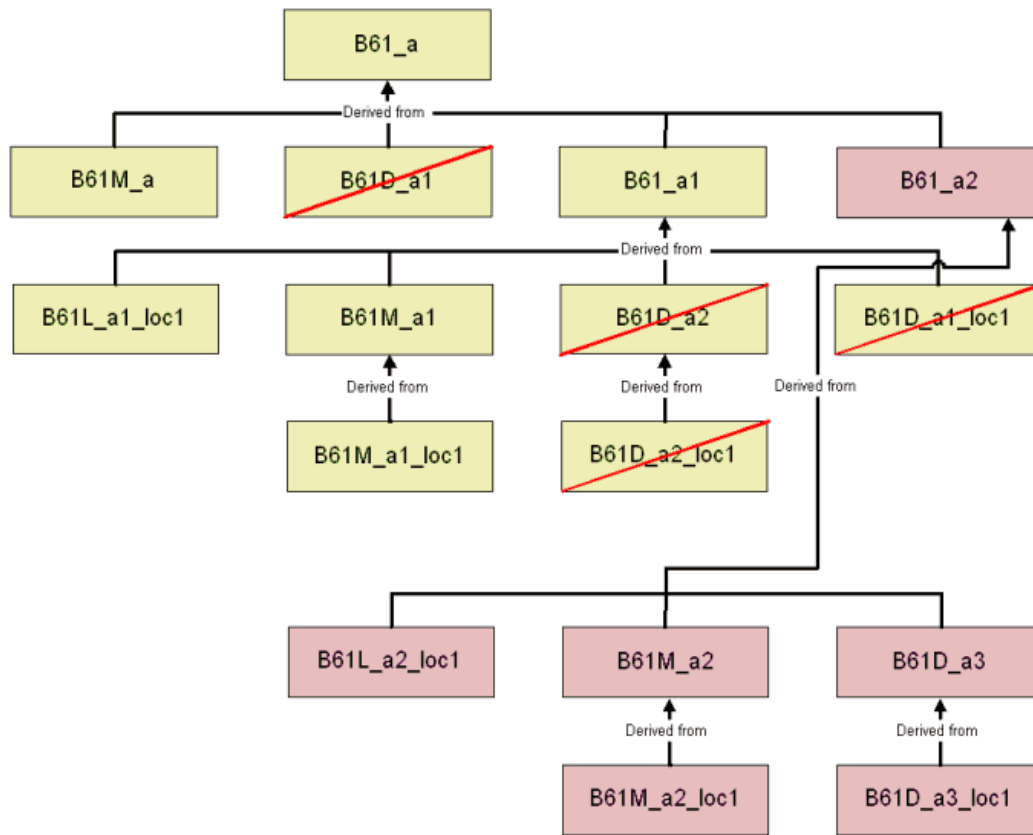 B61_a
Derived from
B61M_a
B61D_a1
B61_a1
B61_a2
Derived from
B61L_a1_loc1
B61M_a1
B61D_a2
B61D_a1_loc1
Derived from
Derived from
Derived from
B61M_a1_loc1
B61D_a2_loc1
B61L_a2_loc1
B61M_a2
B61D_a3
Derived from
Derived from
B61M_a2_loc1
B61D_a3_loc1